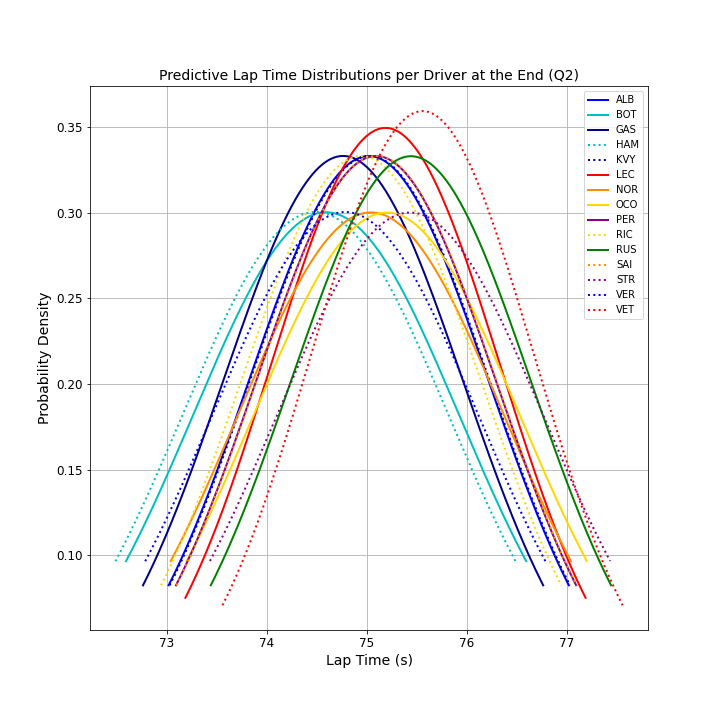 Predictive Lap Time Distributions per Driver at the End (Q2)
ALB
BOT
GAS
HAM
KVY
LEC
NOR
OCO
PER
RIC
RUS
SAI
STR
VER
VET
0.35
0.30
0.25
0.20
0.15
0.10
Probability Density
73 74 75 76 77
Lap Time (s)